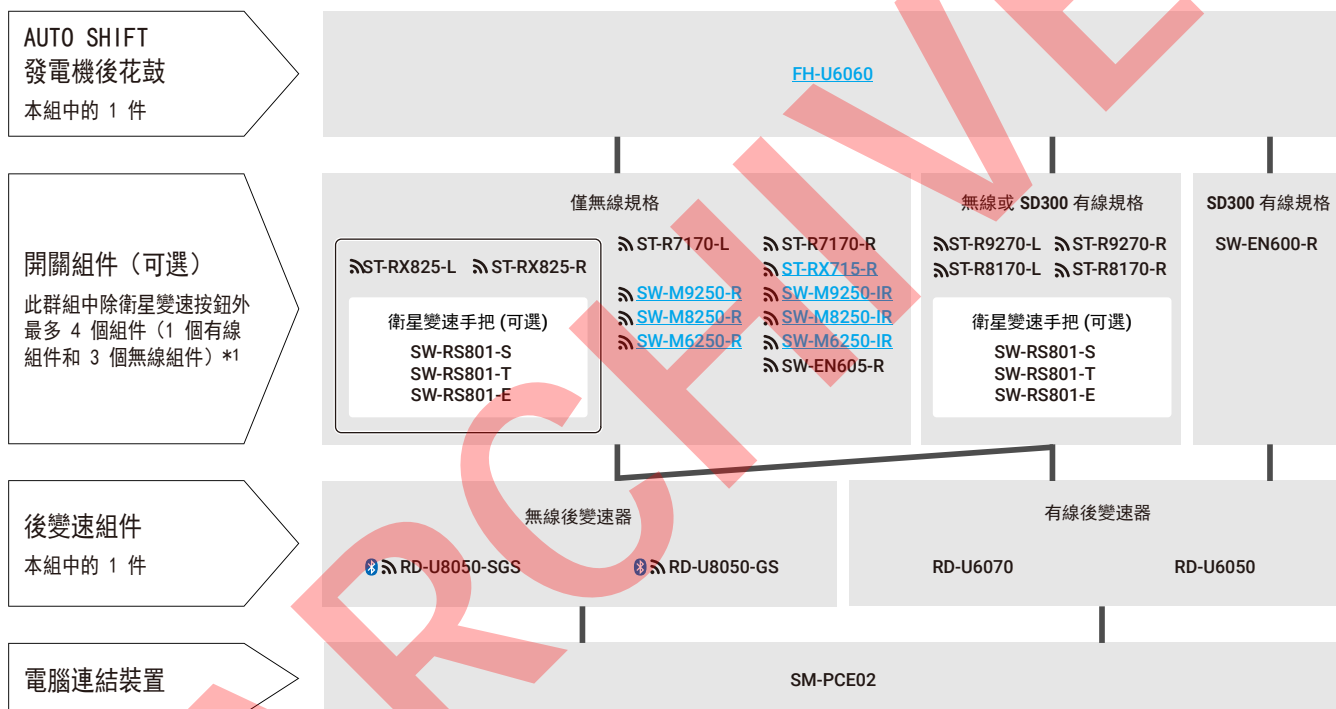 AUTO SHIFT
發電機後花鼓
本組中的 1 件
FH-U6060
開關組件（可選）
此群組中除衛星變速按鈕外
最多 4 個組件（1 個有線
組件和 3 個無線組件）*1
僅無線規格
ST-RX825-L ST-RX825-R
衛星變速手把 (可選)
SW-RS801-S
SW-RS801-T
SW-RS801-E
ST-R7170-L ST-R7170-R
ST-RX715-R
SW-M9250-R SW-M9250-IR
SW-M8250-R SW-M8250-IR
SW-M6250-R SW-M6250-IR
SW-EN605-R
無線或 SD300 有線規格
ST-R9270-L ST-R9270-R
ST-R8170-L ST-R8170-R
衛星變速手把 (可選)
SW-RS801-S
SW-RS801-T
SW-RS801-E
SD300 有線規格
SW-EN600-R
後變速組件
本組中的 1 件
無線後變速器
RD-U8050-SGS RD-U8050-GS
有線後變速器
RD-U6070 RD-U6050
電腦連結裝置
SM-PCE02
ARCHIVE